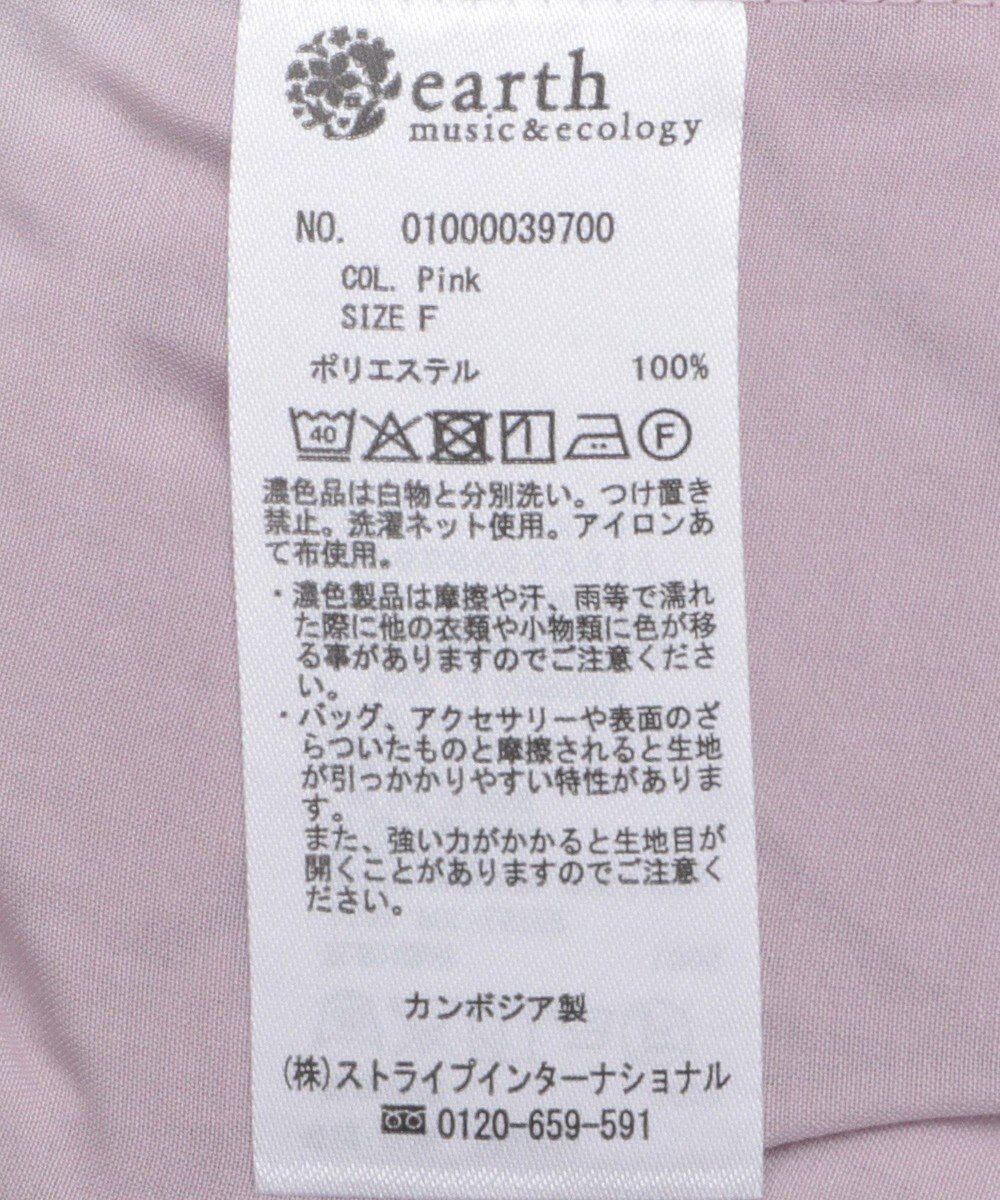 earth
music&ecology
NO. 01000039700
COL. Pink
SIZE F
ポリエステル 100%
40 F
濃色品は白物と分別洗い。つけ置き
禁止。洗濯ネット使用。アイロンあ
て布使用。
・濃色製品は摩擦や汗、雨等で濡れ
た際に他の衣類や小物類に色が移
る事がありますのでご注意くださ
い。
・バッグ、アクセサリーや表面のざ
らついたものと摩擦されると生地
が引っかかりやすい特性がありま
す。
また、強い力がかかると生地目が
開くことがありますのでご注意く
ださい。
カンボジア製
(株)ストライプインターナショナル
0120-659-591